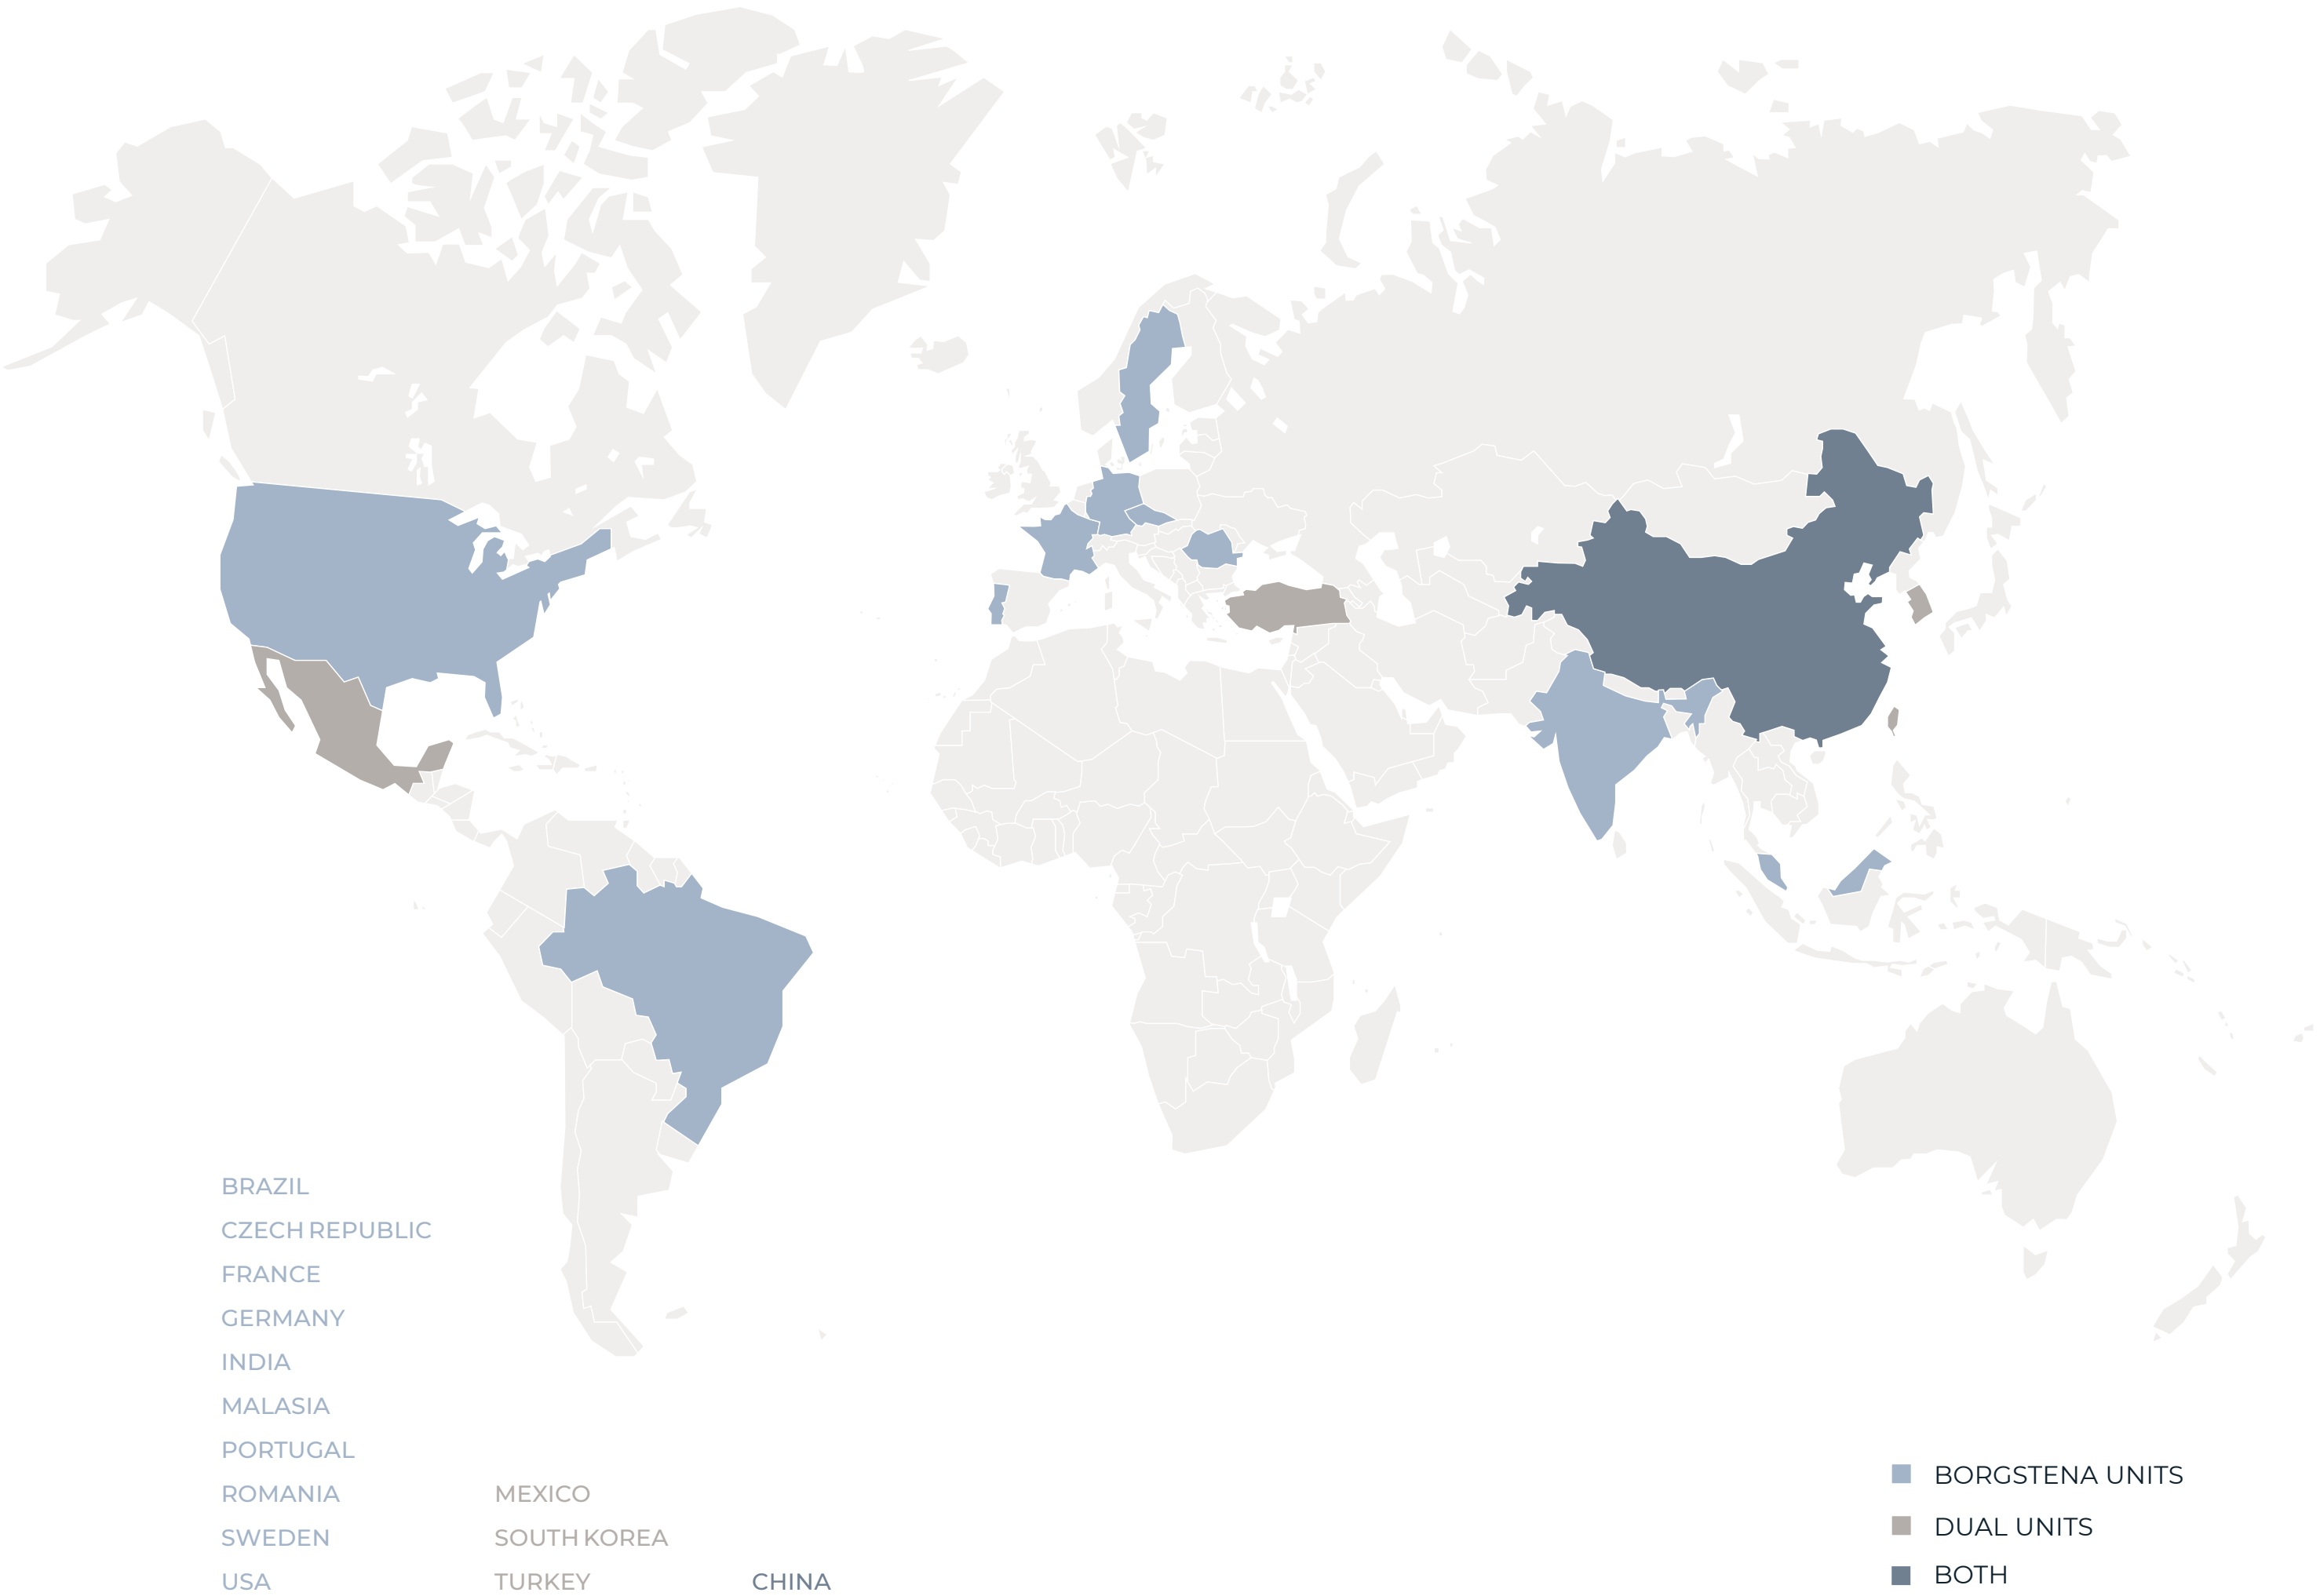 BRAZIL
CZECH REPUBLIC
FRANCE
GERMANY
INDIA
MALASIA
PORTUGAL
ROMANIA
SWEDEN
USA
MEXICO
SOUTH KOREA
TURKEY
CHINA
BORGSTENA UNITS
DUAL UNITS
BOTH